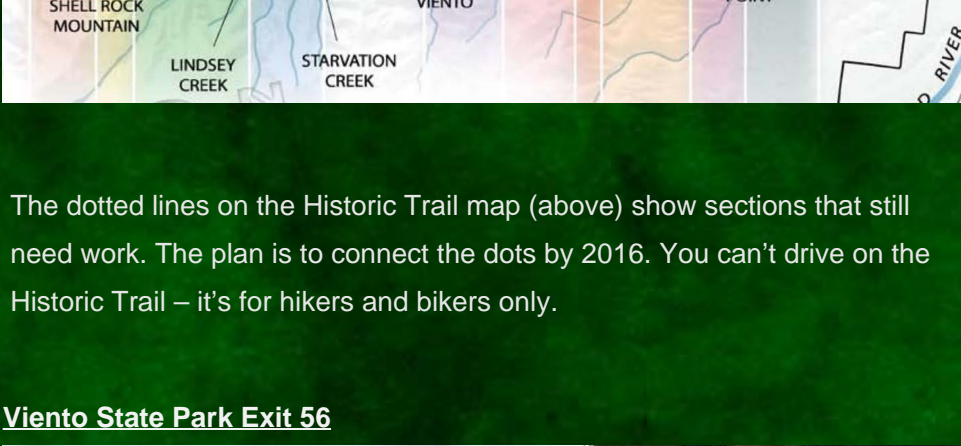 SHELL ROCK
MOUNTAIN
VIENTO
POINT
LINDSEY
CREEK
STARVATION
CREEK
RIVER
The dotted lines on the Historic Trail map (above) show sections that still
need work. The plan is to connect the dots by 2016. You can’t drive on the
Historic Trail – it’s for hikers and bikers only.
Viento State Park Exit 56